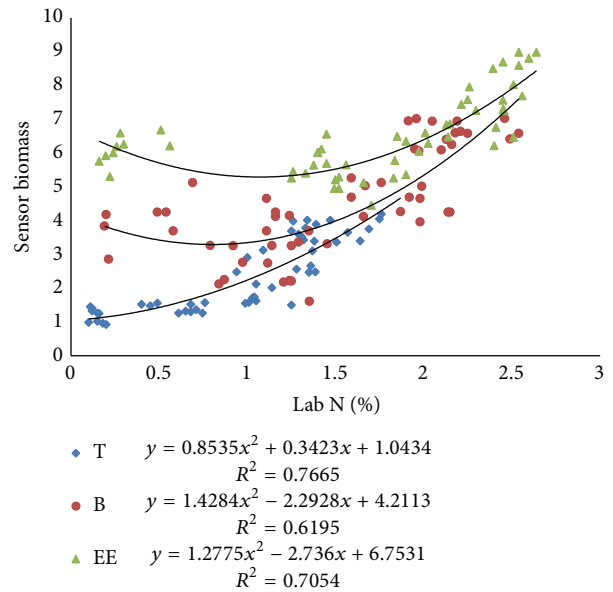 10
9
8
7
6
5
4
3
2
1
0
Sensor biomass
0 0.5 1 1.5 2 2.5 3
Lab N (%)
T y = 0.8535x² + 0.3423x + 1.0434
R² = 0.7665
B y = 1.4284x² − 2.2928x + 4.2113
R² = 0.6195
EE y = 1.2775x² − 2.736x + 6.7531
R² = 0.7054